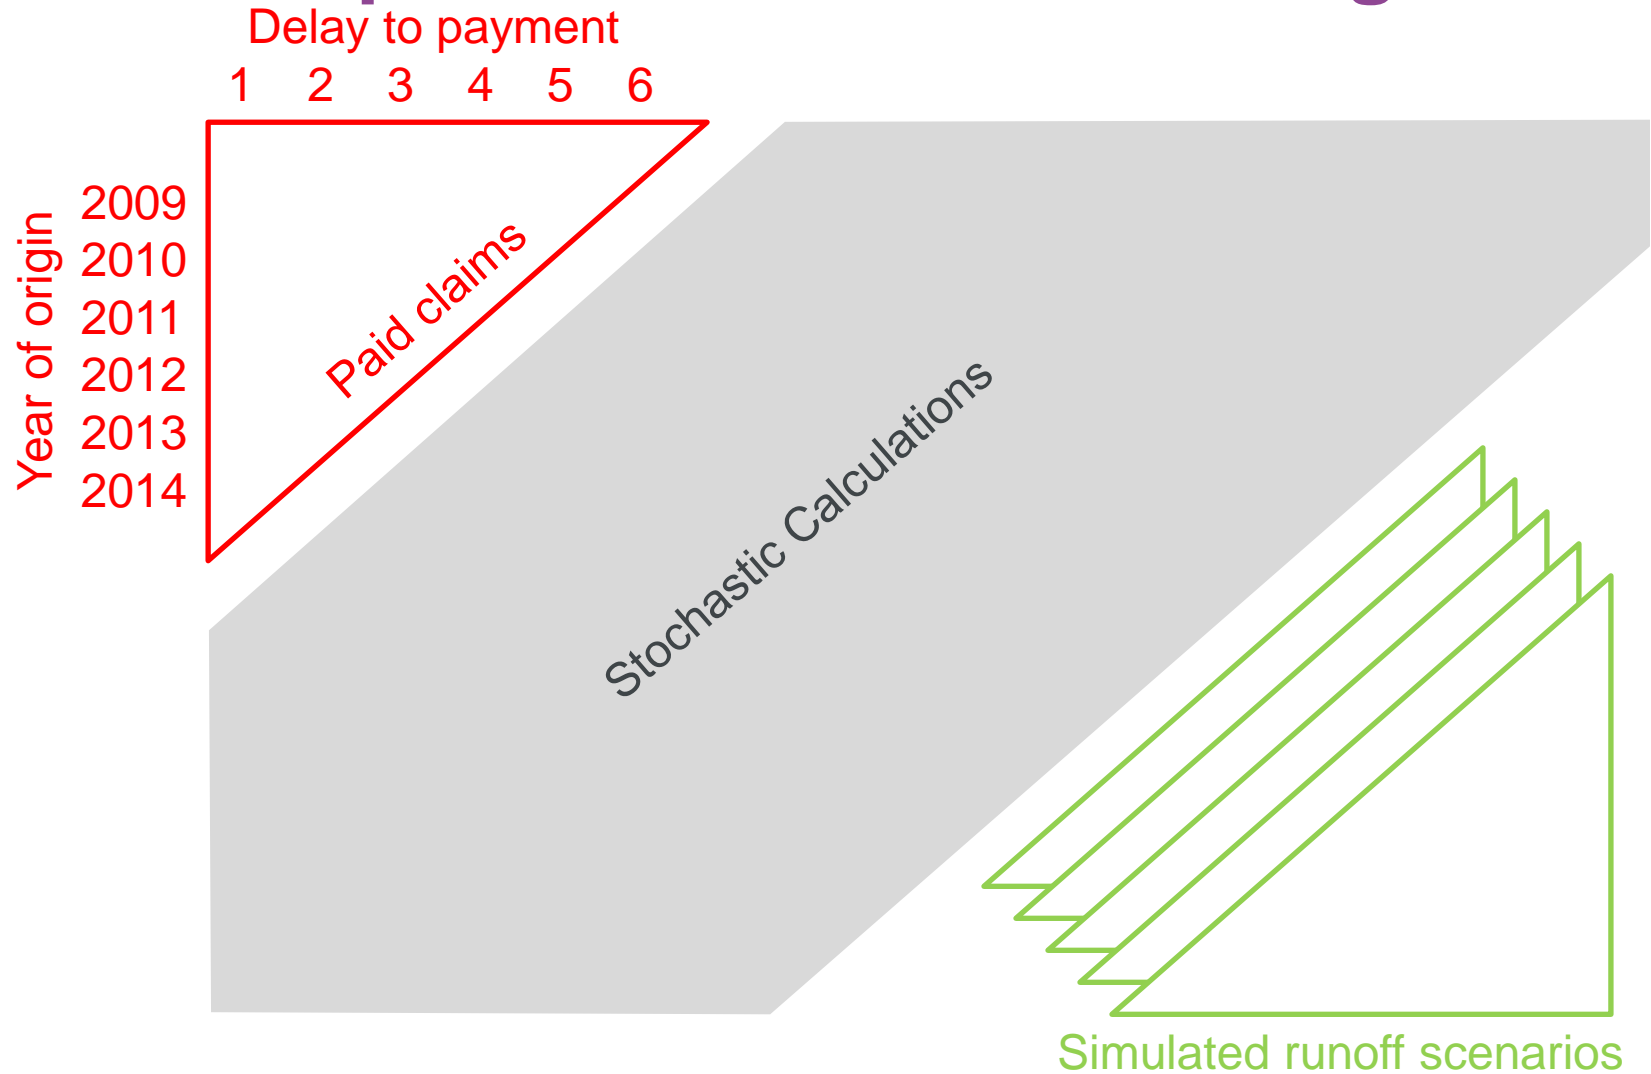 Delay to payment
1 2 3 4 5 6
Year of origin
2009
2010
2011
2012
2013
2014
Paid claims
Stochastic Calculations
Simulated runoff scenarios